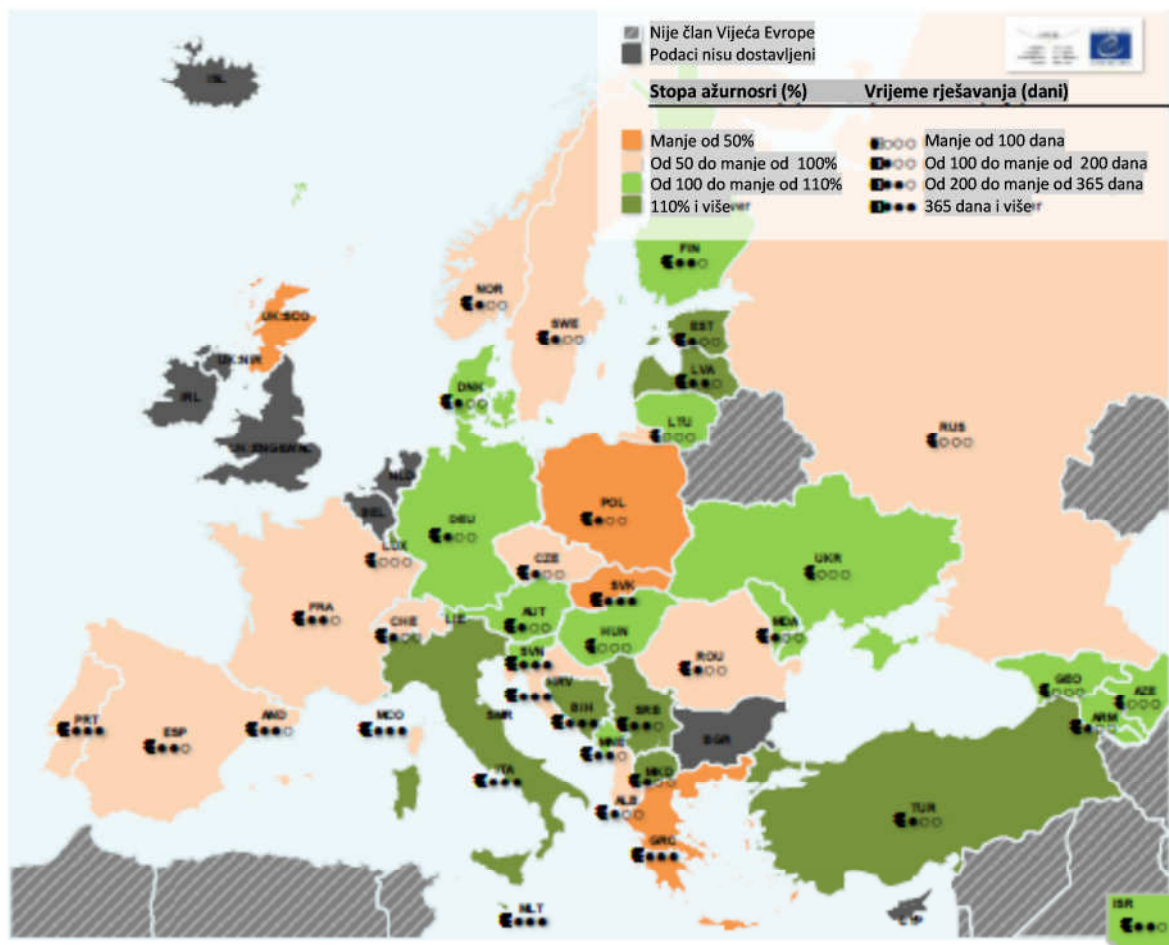 Nije član Vijeća Evrope
Podaci nisu dostavljeni
Stopa ažurnosri (%) Vrijeme rješavanja (dani)
Manje od 50% Manje od 100 dana
Od 50 do manje od 100% Od 100 do manje od 200 dana
Od 100 do manje od 110% Od 200 do manje od 365 dana
110% i više 365 dana i više
ISL
FIN
NOR
SWE
UK:SCO
EST
UK:NIR
LVA
DNK
IRL
LTU
RUS
NLD
POL
BEL
DEU
LUX
CZE
UKR
SVK
FRA
CHE
LIE
AUT
MDA
HUN
SVN
ROU
HRV
GEO
AZE
BIH
SRB
PRT
AND
MCO
SMR
ARM
ESP
MNE
BGR
ITA
MKD
ALB
TUR
GRC
MLT
ISR